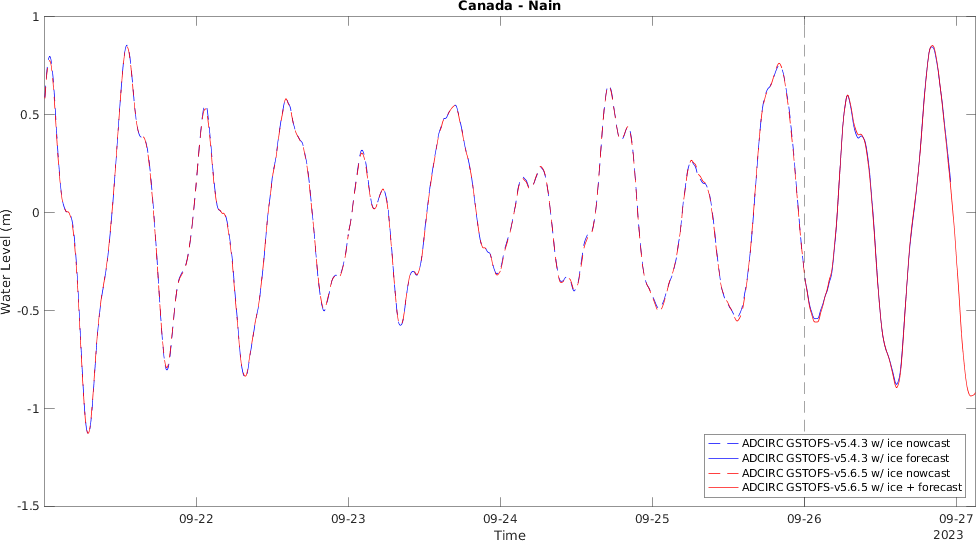 Canada - Nain
Water Level (m)
1
0.5
0
-0.5
-1
-1.5
09-22
09-23
09-24
09-25
09-26
09-27
Time
2023
ADCIRC GSTOFS-v5.4.3 w/ ice nowcast
ADCIRC GSTOFS-v5.4.3 w/ ice forecast
ADCIRC GSTOFS-v5.6.5 w/ ice nowcast
ADCIRC GSTOFS-v5.6.5 w/ ice + forecast